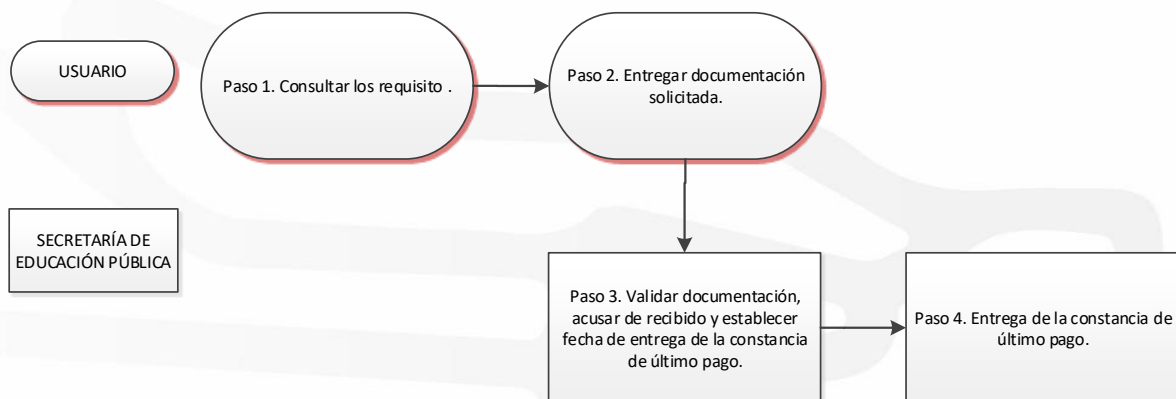 USUARIO
Paso 1. Consultar los requisito .
Paso 2. Entregar documentación
solicitada.
SECRETARÍA DE
EDUCACIÓN PÚBLICA
Paso 3. Validar documentación,
acusar de recibido y establecer
fecha de entrega de la constancia
de último pago.
Paso 4. Entrega de la constancia de
último pago.